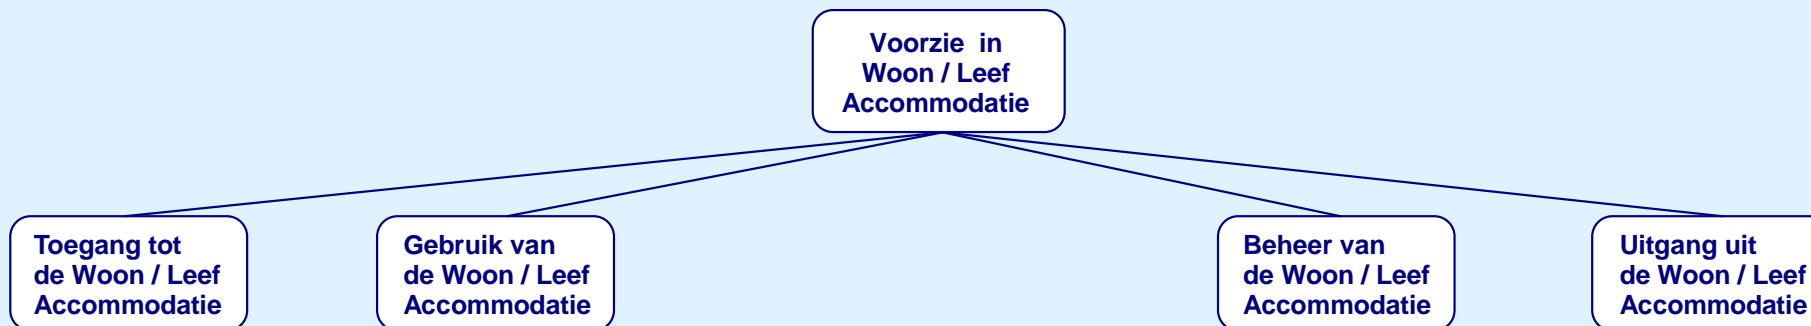 Voorzie in
Woon / Leef
Accommodatie
Toegang tot
de Woon / Leef
Accommodatie
Gebruik van
de Woon / Leef
Accommodatie
Beheer van
de Woon / Leef
Accommodatie
Uitgang uit
de Woon / Leef
Accommodatie